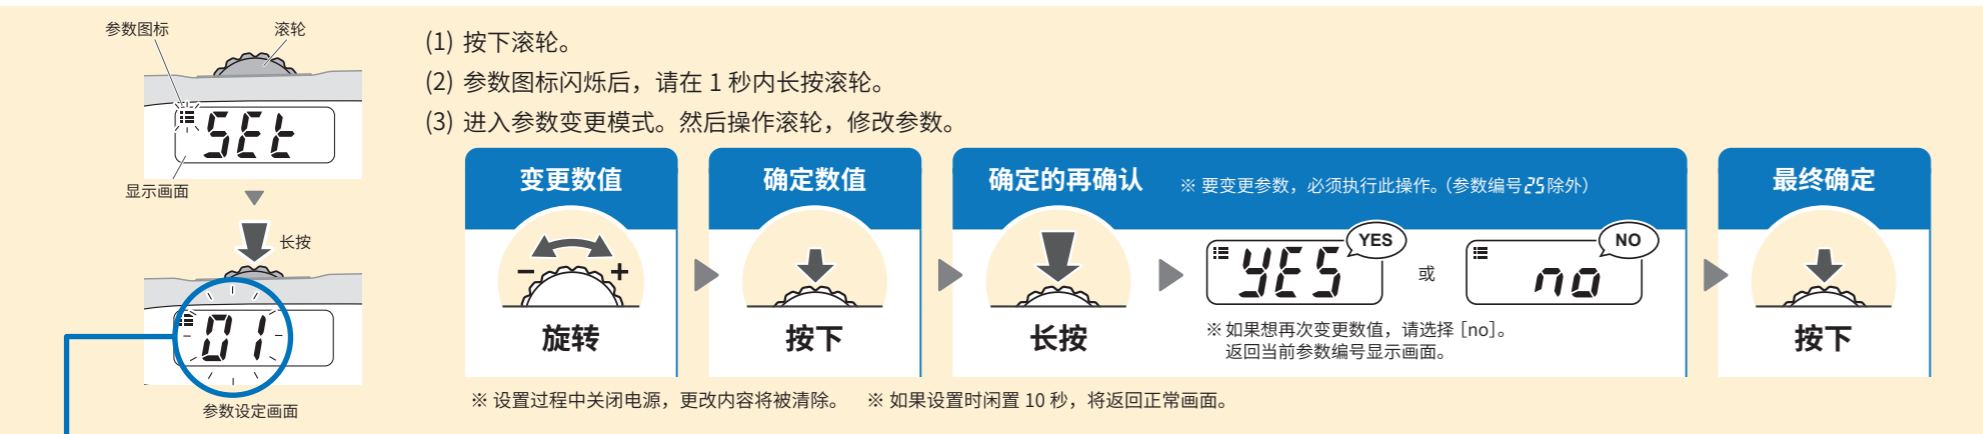 参数图标
滚轮
SEt
显示画面
长按
01
参数设定画面
(1) 按下滚轮。
(2) 参数图标闪烁后，请在 1 秒内长按滚轮。
(3) 进入参数变更模式。然后操作滚轮，修改参数。
变更数值
- +
旋转
确定数值
按下
确定的再确认
※ 要变更参数，必须执行此操作。（参数编号25除外）
长按
YES
YES
或
NO
no
※ 如果想再次变更数值，请选择［no］。
返回当前参数编号显示画面。
最终确定
按下
※ 设置过程中关闭电源，更改内容将被清除。 ※ 如果设置时闲置 10 秒，将返回正常画面。